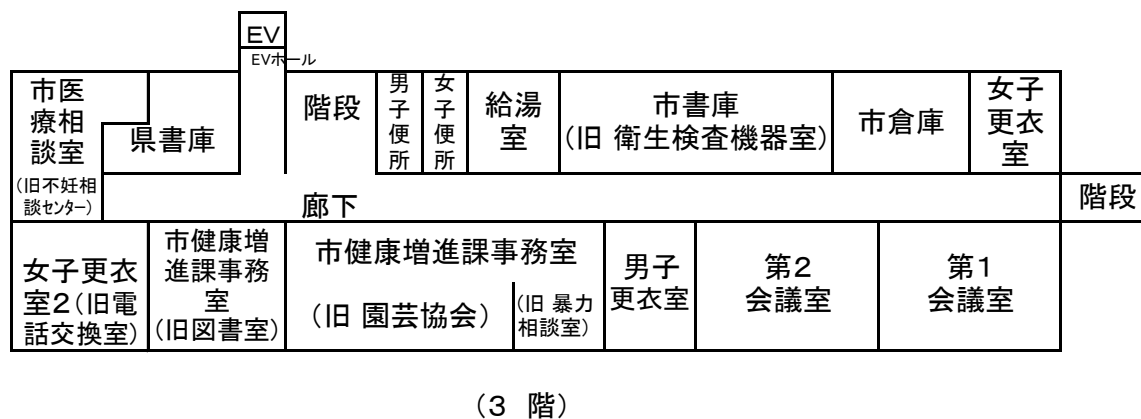 EV
EVホール
市医
療相
談室
(旧不妊相
談センター)
県書庫
階段
男子便所
女子便所
給湯
室
市書庫
(旧 衛生検査機器室)
市倉庫
女子
更衣
室
廊下
階段
女子更衣
室2(旧電
話交換室)
市健康増
進課事務
室
(旧図書室)
市健康増進課事務室
(旧 園芸協会)
(旧 暴力
相談室)
男子
更衣室
第2
会議室
第1
会議室
(3 階)